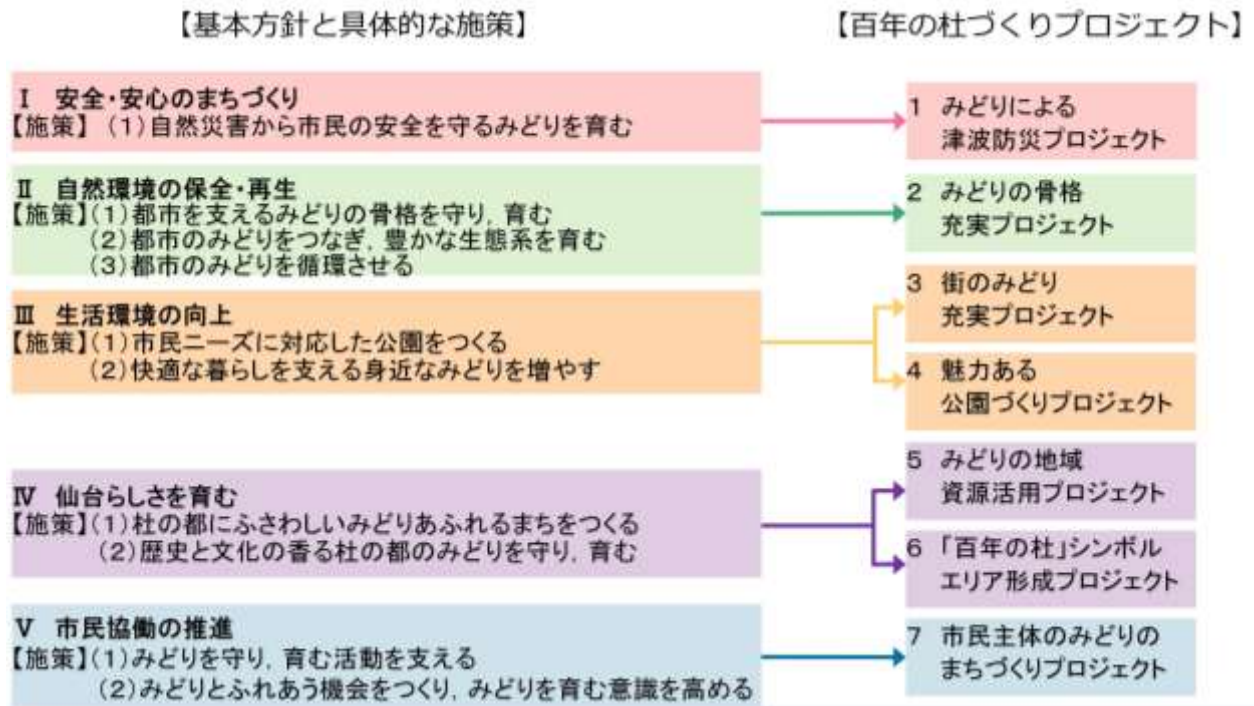 【基本方針と具体的な施策】
【百年の杜づくりプロジェクト】
Ⅰ 安全・安心のまちづくり
【施策】 (1)自然災害から市民の安全を守るみどりを育む
1 みどりによる
津波防災プロジェクト
Ⅱ 自然環境の保全・再生
【施策】(1)都市を支えるみどりの骨格を守り, 育む
(2)都市のみどりをつなぎ, 豊かな生態系を育む
(3)都市のみどりを循環させる
2 みどりの骨格
充実プロジェクト
Ⅲ 生活環境の向上
【施策】(1)市民ニーズに対応した公園をつくる
(2)快適な暮らしを支える身近なみどりを増やす
3 街のみどり
充実プロジェクト
4 魅力ある
公園づくりプロジェクト
Ⅳ 仙台らしさを育む
【施策】(1)杜の都にふさわしいみどりあふれるまちをつくる
(2)歴史と文化の香る杜の都のみどりを守り, 育む
5 みどりの地域
資源活用プロジェクト
6 「百年の杜」シンボル
エリア形成プロジェクト
Ⅴ 市民協働の推進
【施策】(1)みどりを守り, 育む活動を支える
(2)みどりとふれあう機会をつくり, みどりを育む意識を高める
7 市民主体のみどりの
まちづくりプロジェクト